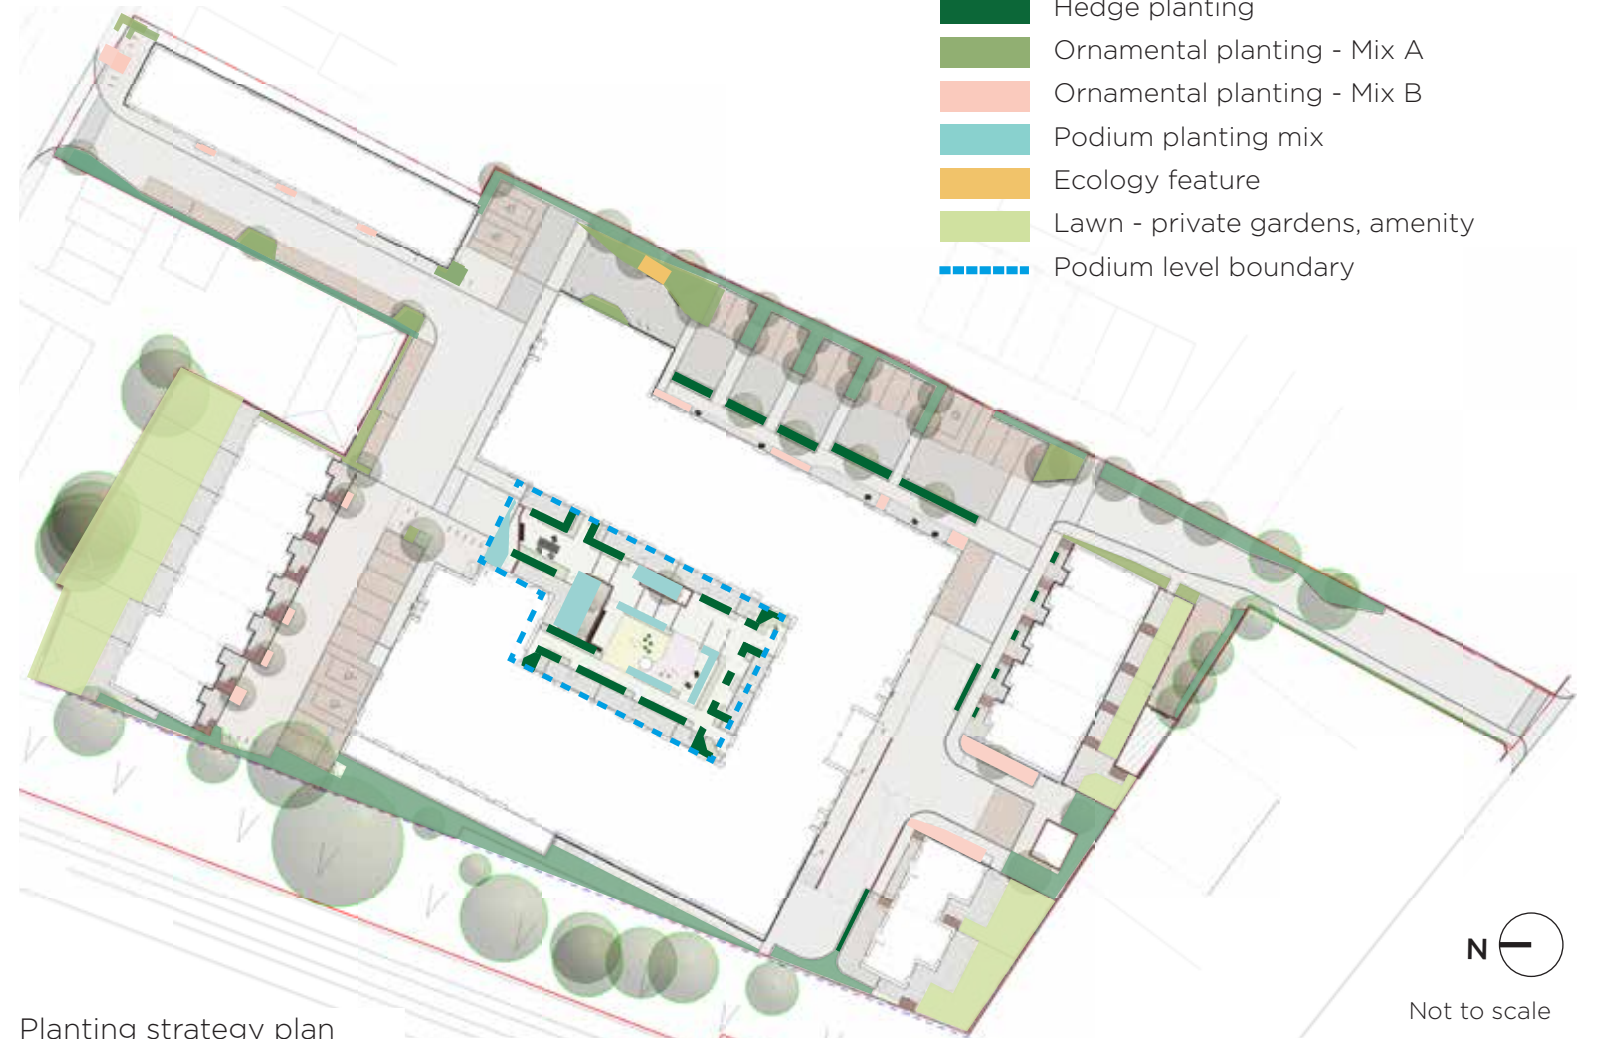 Hedge planting
Ornamental planting - Mix A
Ornamental planting - Mix B
Podium planting mix
Ecology feature
Lawn - private gardens, amenity
Podium level boundary
N
Not to scale
Planting strategy plan